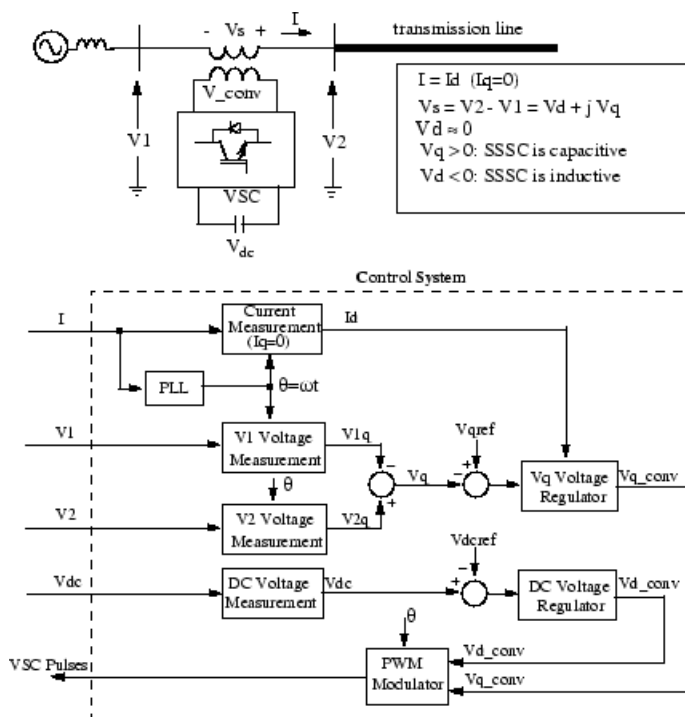 - Vs +
I
transmission line
V_conv
V1
V2
VSC
Vdc
I = Id (Iq=0)
Vs = V2 - V1 = Vd + j Vq
Vd ≈ 0
Vq > 0: SSSC is capacitive
Vd < 0: SSSC is inductive
Control System
I
Current
Measurement
(Iq=0)
Id
PLL
θ=ωt
V1
V1 Voltage
Measurement
V1q
Vqref
-
- +
Vq
Vq Voltage
Regulator
Vq_conv
θ
+
V2
V2 Voltage
Measurement
V2q
Vdcref
Vdc
DC Voltage
Measurement
Vdc
+ -
DC Voltage
Regulator
Vd_conv
θ
VSC Pulses
PWM
Modulator
Vd_conv
Vq_conv